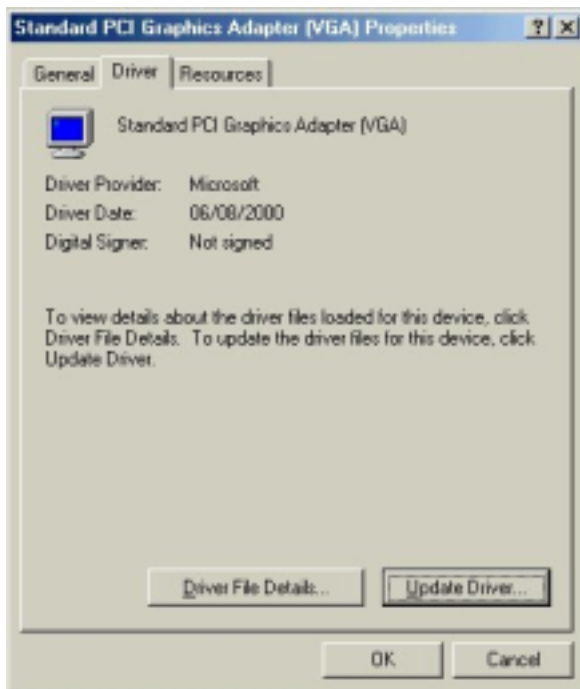 Standard PCI Graphics Adapter (VGA) Properties
? X
General Driver Resources
Standard PCI Graphics Adapter (VGA)
Driver Provider: Microsoft
Driver Date: 06/08/2000
Digital Signer: Not signed
To view details about the driver files loaded for this device, click
Driver File Details. To update the driver files for this device, click
Update Driver.
Driver File Details... Update Driver...
OK Cancel